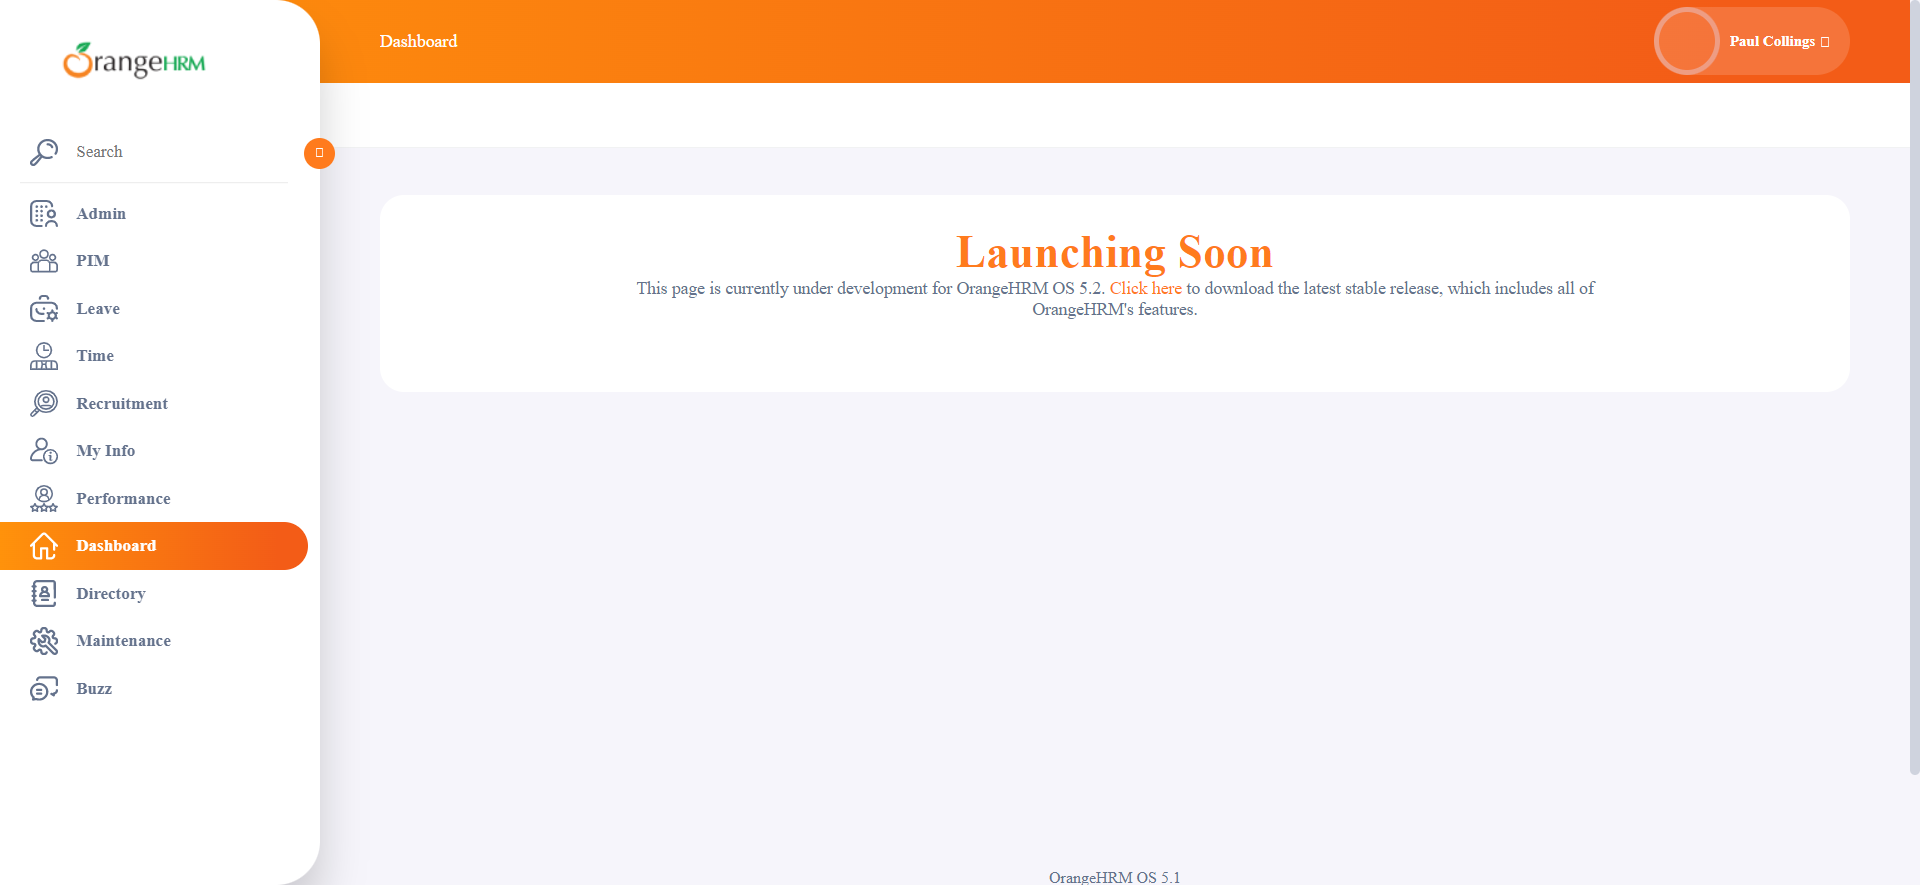 OrangeHRM
Search
Admin
PIM
Leave
Time
Recruitment
My Info
Performance
Dashboard
Directory
Maintenance
Buzz
Dashboard
Paul Collings
Launching Soon
This page is currently under development for OrangeHRM OS 5.2. Click here to download the latest stable release, which includes all of
OrangeHRM's features.
OrangeHRM OS 5.1